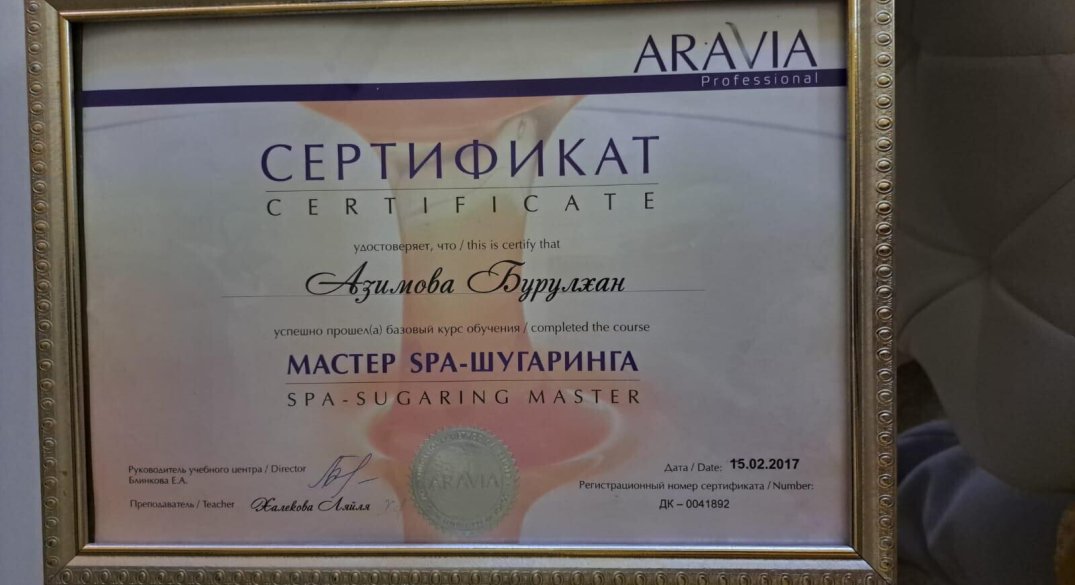 ARAVIA
Professional
СЕРТИФИКАТ
CERTIFICATE
удостоверяет, что / this is certify that
Азимова Бурулхан
успешно прошел(а) базовый курс обучения / completed the course
МАСТЕР SPA-ШУГАРИНГА
SPA-SUGARING MASTER
Руководитель учебного центра / Director
Блинкова Е.А.
Преподаватель / Teacher Халекова Ляйля
ARAVIA
Дата / Date: 15.02.2017
Регистрационный номер сертификата / Number:
ДК – 0041892